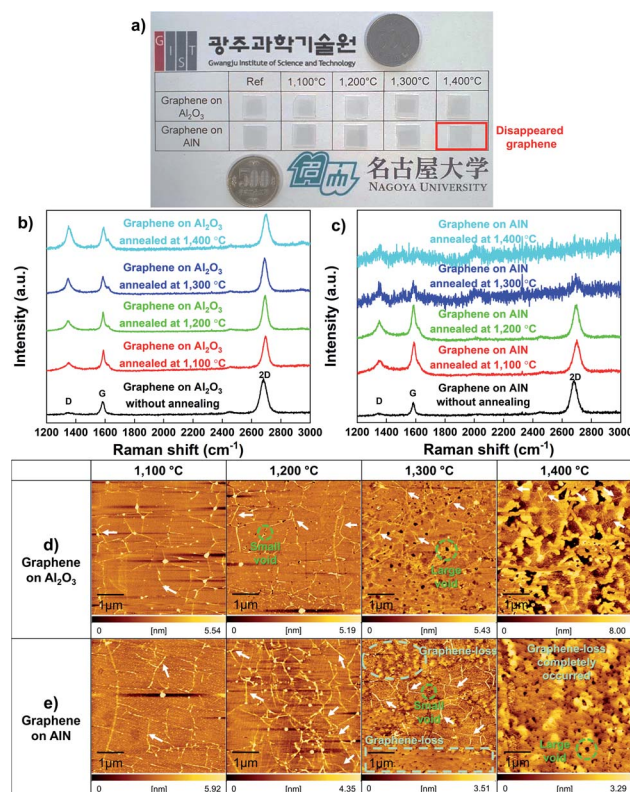 a)
GIST
광주과학기술원
Gwangju Institute of Science and Technology
Ref 1,100°C 1,200°C 1,300°C 1,400°C
Graphene on
Al₂O₃
Graphene on
AlN
Disappeared
graphene
500
名古屋大学
NAGOYA UNIVERSITY
b)
Intensity (a.u.)
Graphene on Al₂O₃
annealed at 1,400 °C
Graphene on Al₂O₃
annealed at 1,300 °C
Graphene on Al₂O₃
annealed at 1,200 °C
Graphene on Al₂O₃
annealed at 1,100 °C
Graphene on Al₂O₃
without annealing
D G 2D
1200 1400 1600 1800 2000 2200 2400 2600 2800 3000
Raman shift (cm⁻¹)
c)
Intensity (a.u.)
Graphene on AlN
annealed at 1,400°C
Graphene on AlN
annealed at 1,300°C
Graphene on AlN
annealed at 1,200 °C
Graphene on AlN
annealed at 1,100 °C
Graphene on AlN
without annealing
D G 2D
1200 1400 1600 1800 2000 2200 2400 2600 2800 3000
Raman shift (cm⁻¹)
1,100 °C 1,200 °C 1,300 °C 1,400 °C
d)
Graphene
on Al₂O₃
1μm
1μm
Small
void
1μm
Large
void
1μm
0 [nm] 5.54
0 [nm] 5.19
0 [nm] 5.43
0 [nm] 8.00
e)
Graphene
on AlN
1μm
1μm
Graphene-loss
Small
void
Graphene-loss
1μm
Graphene-loss
completely
occurred
1μm
Large
void
0 [nm] 5.92
0 [nm] 4.35
0 [nm] 3.51
0 [nm] 3.29